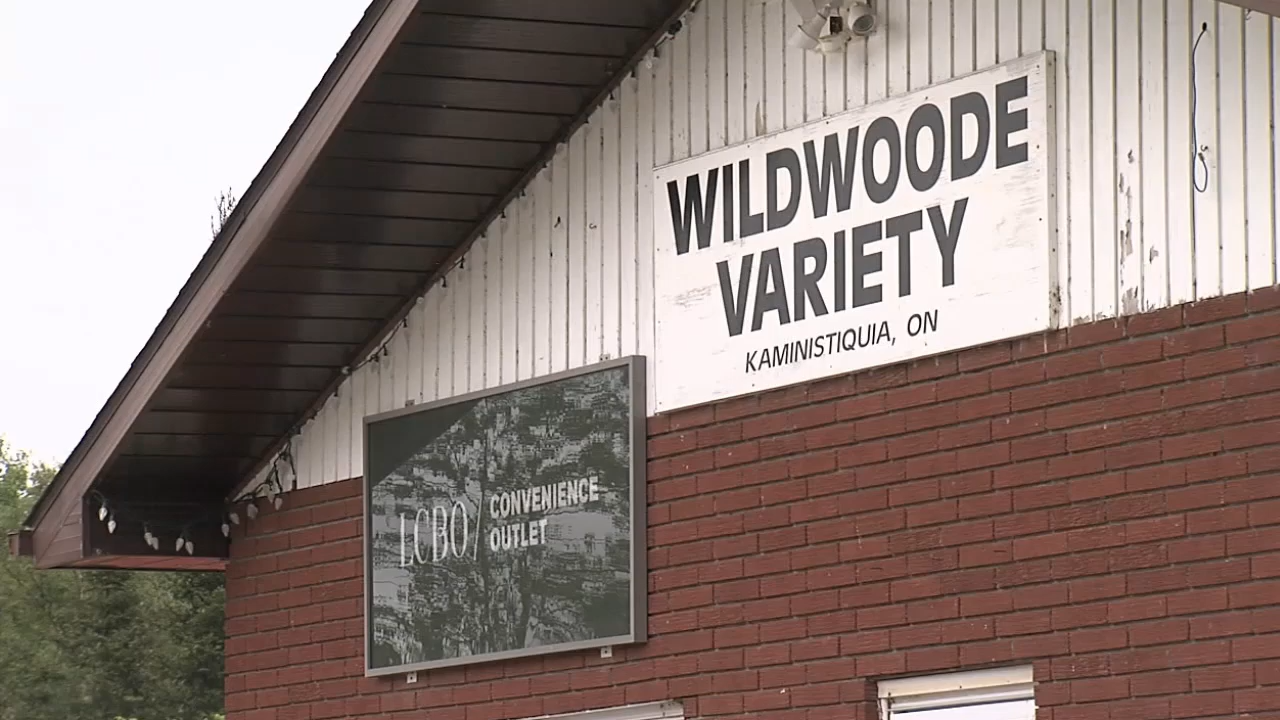 WILDWOODE
VARIETY
KAMINISTIQUIA, ON
LCBO/ CONVENIENCE
OUTLET